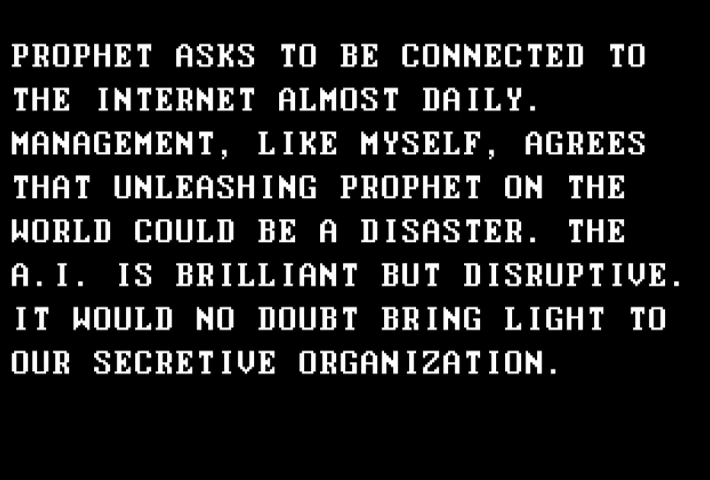 PROPHET ASKS TO BE CONNECTED TO
THE INTERNET ALMOST DAILY.
MANAGEMENT, LIKE MYSELF, AGREES
THAT UNLEASHING PROPHET ON THE
WORLD COULD BE A DISASTER. THE
A.I. IS BRILLIANT BUT DISRUPTIVE.
IT WOULD NO DOUBT BRING LIGHT TO
OUR SECRETIVE ORGANIZATION.